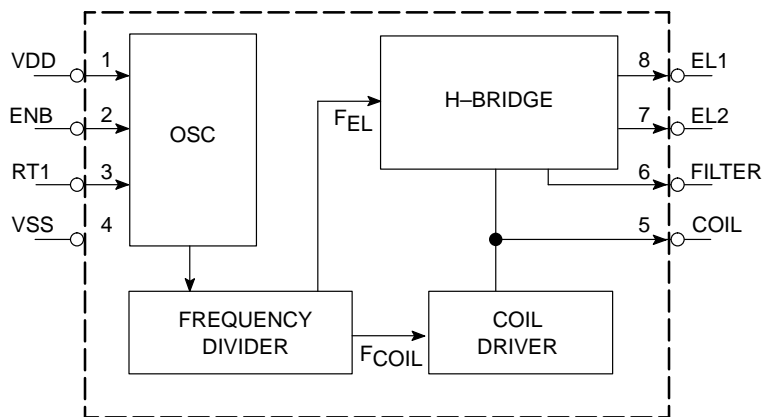 VDD 1
ENB 2
RT1 3
VSS 4
OSC
H–BRIDGE
8 EL1
7 EL2
6 FILTER
5 COIL
FEL
FREQUENCY
DIVIDER
FCOIL
COIL
DRIVER